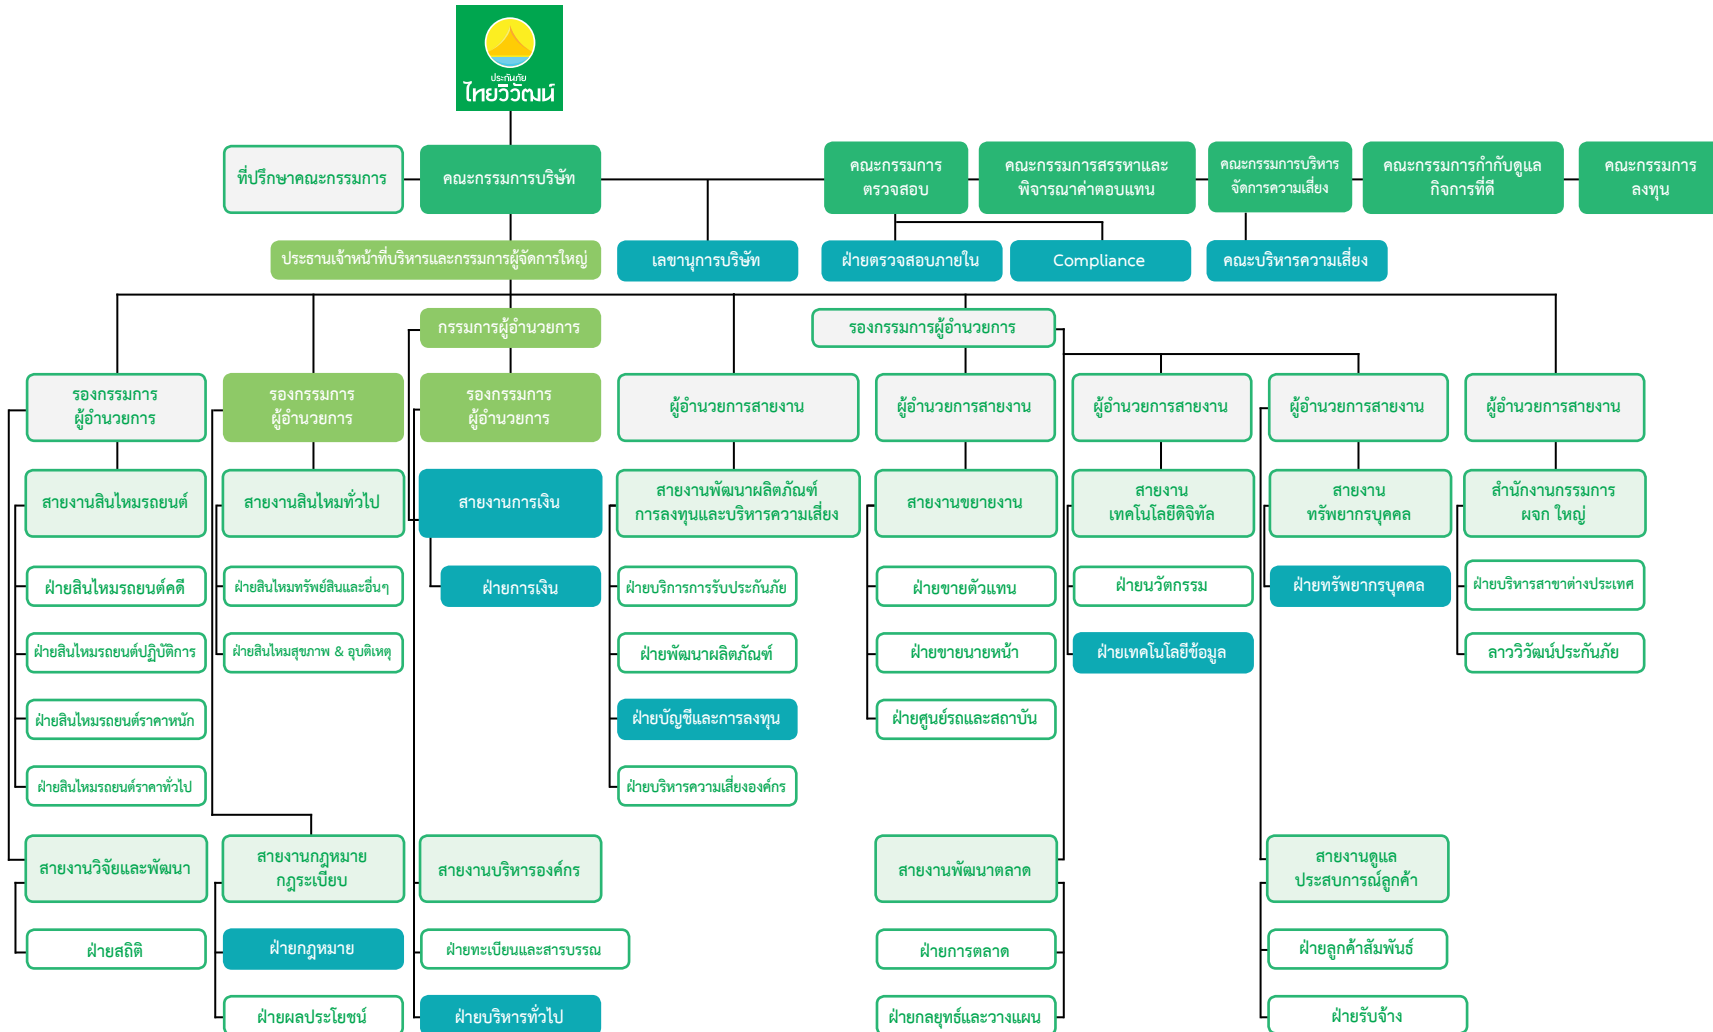 ประกันภัย
ไทยวิวัฒน์
ที่ปรึกษาคณะกรรมการ
คณะกรรมการบริษัท
คณะกรรมการ
ตรวจสอบ
คณะกรรมการสรรหาและ
พิจารณาค่าตอบแทน
คณะกรรมการบริหาร
จัดการความเสี่ยง
คณะกรรมการกำกับดูแล
กิจการที่ดี
คณะกรรมการ
ลงทุน
ประธานเจ้าหน้าที่บริหารและกรรมการผู้จัดการใหญ่
เลขานุการบริษัท
ฝ่ายตรวจสอบภายใน
Compliance
คณะบริหารความเสี่ยง
กรรมการผู้อำนวยการ
รองกรรมการผู้อำนวยการ
รองกรรมการ
ผู้อำนวยการ
รองกรรมการ
ผู้อำนวยการ
รองกรรมการ
ผู้อำนวยการ
ผู้อำนวยการสายงาน
ผู้อำนวยการสายงาน
ผู้อำนวยการสายงาน
ผู้อำนวยการสายงาน
ผู้อำนวยการสายงาน
สายงานสินไหมรถยนต์
สายงานสินไหมทั่วไป
สายงานการเงิน
สายงานพัฒนาผลิตภัณฑ์
การลงทุนและบริหารความเสี่ยง
สายงานขยายงาน
สายงาน
เทคโนโลยีดิจิทัล
สายงาน
ทรัพยากรบุคคล
สำนักงานกรรมการ
ผจก ใหญ่
ฝ่ายสินไหมรถยนต์คดี
ฝ่ายสินไหมทรัพย์สินและอื่นๆ
ฝ่ายการเงิน
ฝ่ายบริการการรับประกันภัย
ฝ่ายขายตัวแทน
ฝ่ายนวัตกรรม
ฝ่ายทรัพยากรบุคคล
ฝ่ายบริหารสาขาต่างประเทศ
ฝ่ายสินไหมรถยนต์ปฏิบัติการ
ฝ่ายสินไหมสุขภาพ & อุบติเหตุ
ฝ่ายพัฒนาผลิตภัณฑ์
ฝ่ายขายนายหน้า
ฝ่ายเทคโนโลยีข้อมูล
ลาววิวัฒน์ประกันภัย
ฝ่ายสินไหมรถยนต์ราคาหนัก
ฝ่ายบัญชีและการลงทุน
ฝ่ายศูนย์รถและสถาบัน
ฝ่ายสินไหมรถยนต์ราคาทั่วไป
ฝ่ายบริหารความเสี่ยงองค์กร
สายงานวิจัยและพัฒนา
สายงานกฎหมาย
กฎระเบียบ
สายงานบริหารองค์กร
สายงานพัฒนาตลาด
สายงานดูแล
ประสบการณ์ลูกค้า
ฝ่ายสถิติ
ฝ่ายกฎหมาย
ฝ่ายทะเบียนและสารบรรณ
ฝ่ายการตลาด
ฝ่ายลูกค้าสัมพันธ์
ฝ่ายผลประโยชน์
ฝ่ายบริหารทั่วไป
ฝ่ายกลยุทธ์และวางแผน
ฝ่ายรับจ้าง